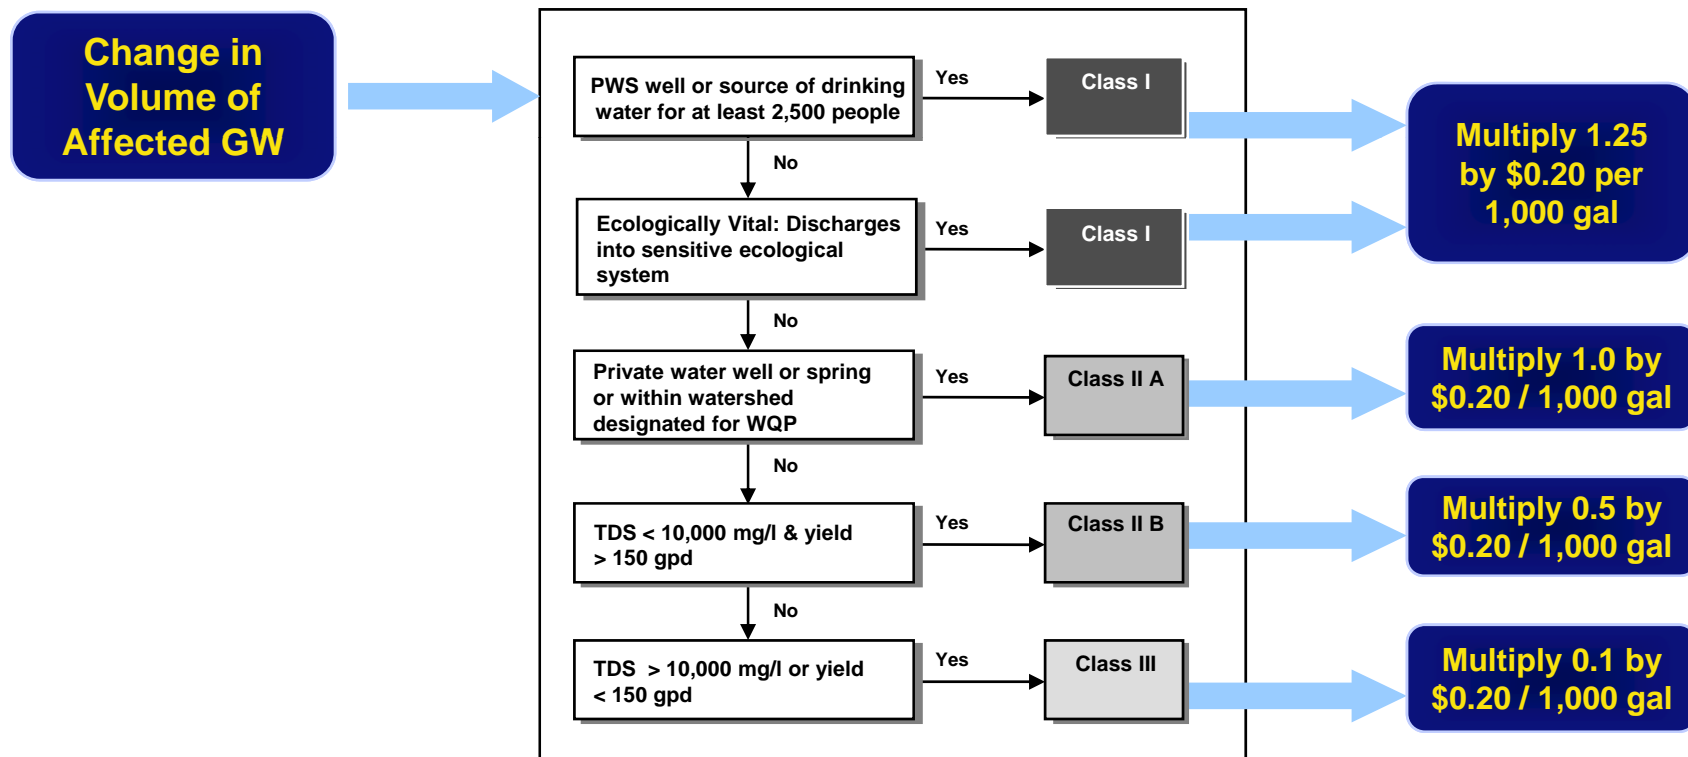 Change in
Volume of
Affected GW
PWS well or source of drinking
water for at least 2,500 people
Yes
Class I
No
Multiply 1.25
by $0.20 per
1,000 gal
Ecologically Vital: Discharges
into sensitive ecological
system
Yes
Class I
No
Private water well or spring
or within watershed
designated for WQP
Yes
Class II A
Multiply 1.0 by
$0.20 / 1,000 gal
No
TDS < 10,000 mg/l & yield
> 150 gpd
Yes
Class II B
Multiply 0.5 by
$0.20 / 1,000 gal
No
TDS > 10,000 mg/l or yield
< 150 gpd
Yes
Class III
Multiply 0.1 by
$0.20 / 1,000 gal